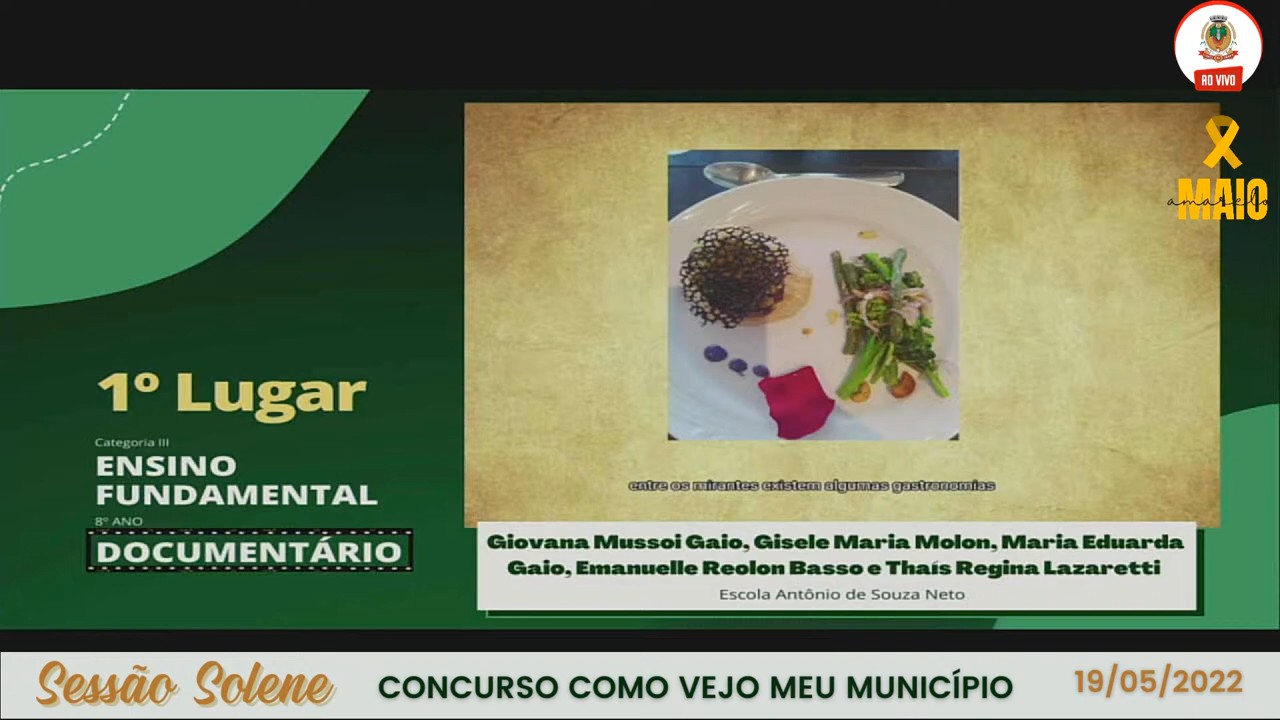 AO VIVO
MAIO
amarelo
1º Lugar
Categoria III
ENSINO
FUNDAMENTAL
8º ANO
DOCUMENTÁRIO
entre os mirantes existem algumas gastronomias
Giovana Mussoi Gaio, Gisele Maria Molon, Maria Eduarda
Gaio, Emanuelle Reolon Basso e Thaís Regina Lazaretti
Escola Antônio de Souza Neto
Sessão Solene
CONCURSO COMO VEJO MEU MUNICÍPIO
19/05/2022